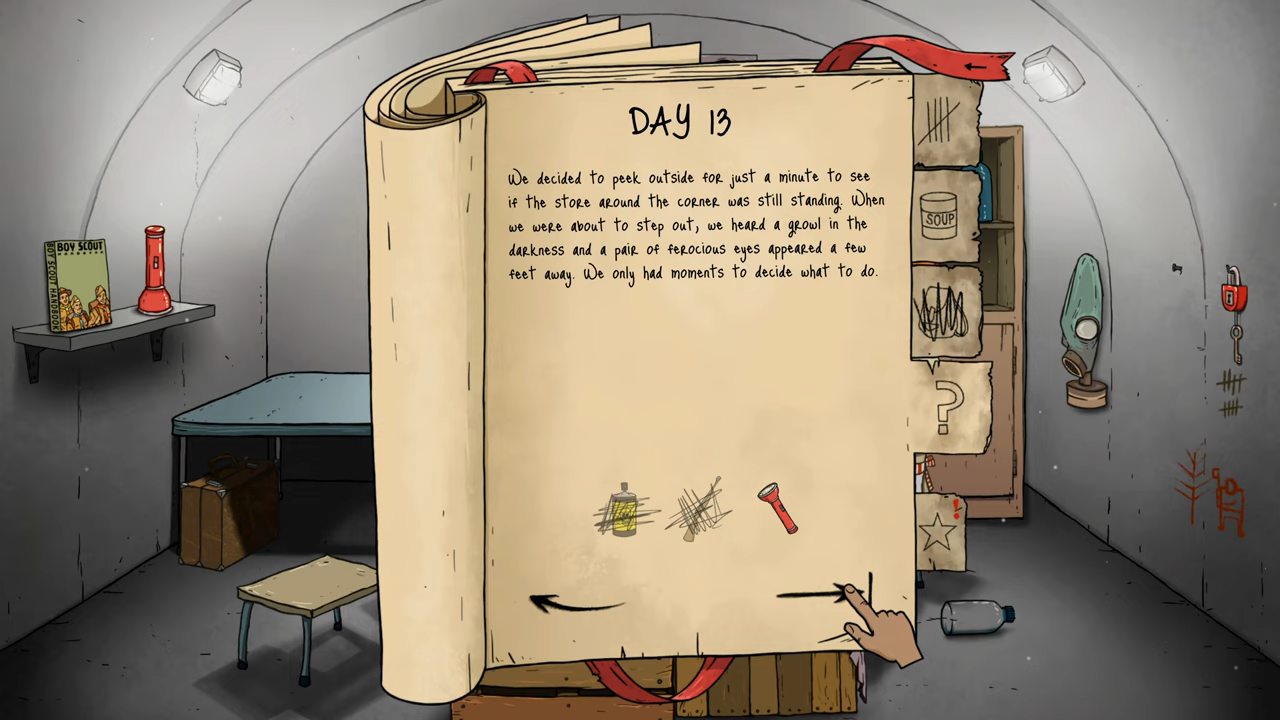 DAY 13
We decided to peek outside for just a minute to see
if the store around the corner was still standing. When
we were about to step out, we heard a growl in the
darkness and a pair of ferocious eyes appeared a few
feet away. We only had moments to decide what to do.
SOUP
?
!
BOY SCOUT
HANDBOOK
BOY SCOUT HANDBOOK